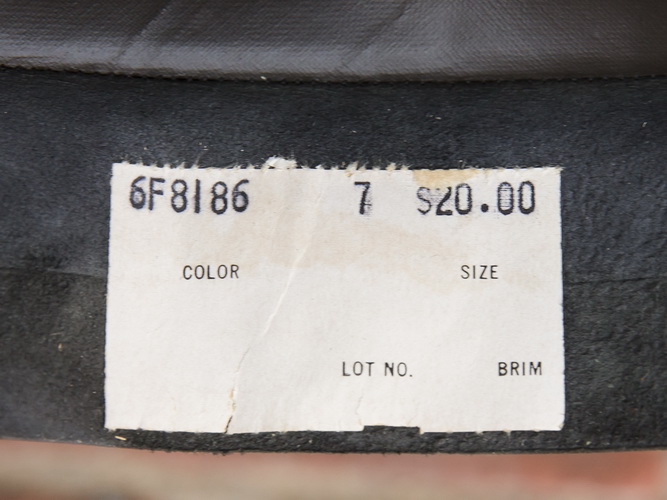 6F8186 7 $20.00
COLOR SIZE
LOT NO. BRIM